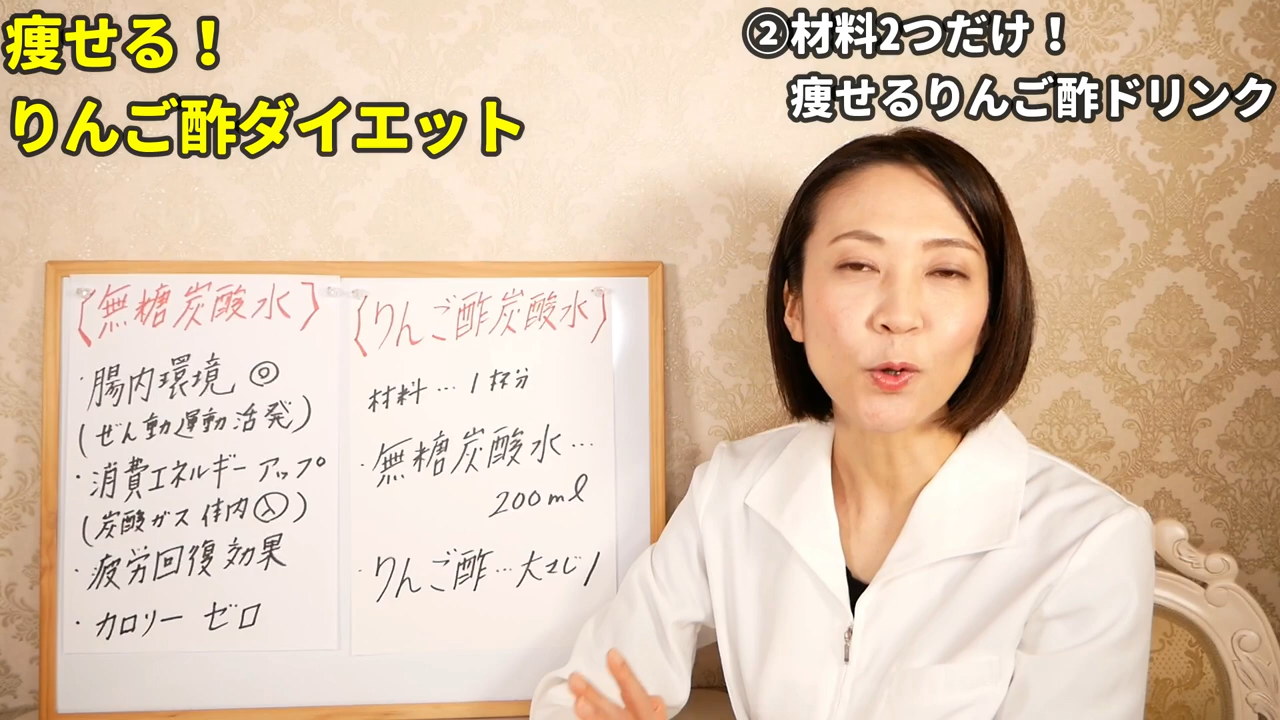 痩せる！
りんご酢ダイエット
②材料2つだけ！
痩せるりんご酢ドリンク
〔無糖炭酸水〕
・腸内環境 ◎
(ぜん動運動活発)
・消費エネルギーアップ
(炭酸ガス体内㋑)
・疲労回復効果
・カロリーゼロ
〔りんご酢炭酸水〕
材料…1杯分
・無糖炭酸水…
200ml
・りんご酢…大さじ1